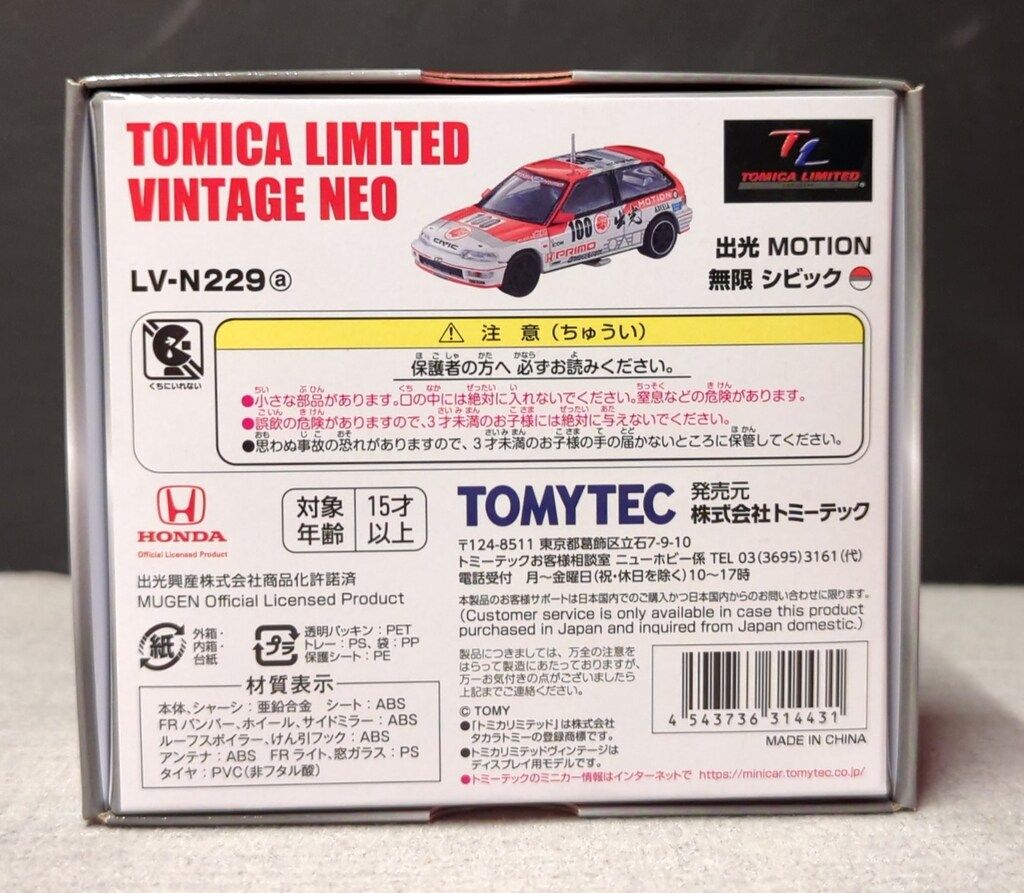 TOMICA LIMITED
VINTAGE NEO
LV-N229ⓐ
CIVIC
100
100
出光
MOTION
PRIMO
TOMICA LIMITED
出光 MOTION
無限 シビック
くちにいれない
⚠ 注 意 (ちゅうい)
保護者の方へ 必ずお読みください。
●小さな部品があります。口の中には絶対に入れないでください。窒息などの危険があります。
●誤飲の危険がありますので、3才未満のお子様には絶対に与えないでください。
●思わぬ事故の恐れがありますので、3才未満のお子様の手の届かないところに保管してください。
HONDA
Official Licensed Product
対象年齢 15才以上
出光興産株式会社商品化許諾済
MUGEN Official Licensed Product
紙
外箱・
内箱・
台紙
プラ
透明パッキン：PET
トレー：PS、袋：PP
保護シート：PE
材質表示
本体、シャーシ：亜鉛合金 シート：ABS
FRバンパー、ホイール、サイドミラー：ABS
ルーフスポイラー、けん引フック：ABS
アンテナ：ABS FRライト、窓ガラス：PS
タイヤ：PVC(非フタル酸)
TOMYTEC 発売元 株式会社トミーテック
〒124-8511 東京都葛飾区立石7-9-10
トミーテックお客様相談室 ニューホビー係 TEL 03(3695)3161(代)
電話受付 月～金曜日(祝・休日を除く)10～17時
本製品のお客様サポートは日本国内でのご購入かつ日本国内からのお問い合わせに限ります。
(Customer service is only available in case this product
purchased in Japan and inquired from Japan domestic.)
製品につきましては、万全の注意を
はらって製造にあたっておりますが、
万一お気付きの点がございましたら
上記までご連絡ください。
© TOMY
●「トミカリミテッド」は株式会社
タカラトミーの登録商標です。
●トミカリミテッドヴィンテージは
ディスプレイ用モデルです。
●トミーテックのミニカー情報はインターネットで https://minicar.tomytec.co.jp/
4 543736 314431
MADE IN CHINA